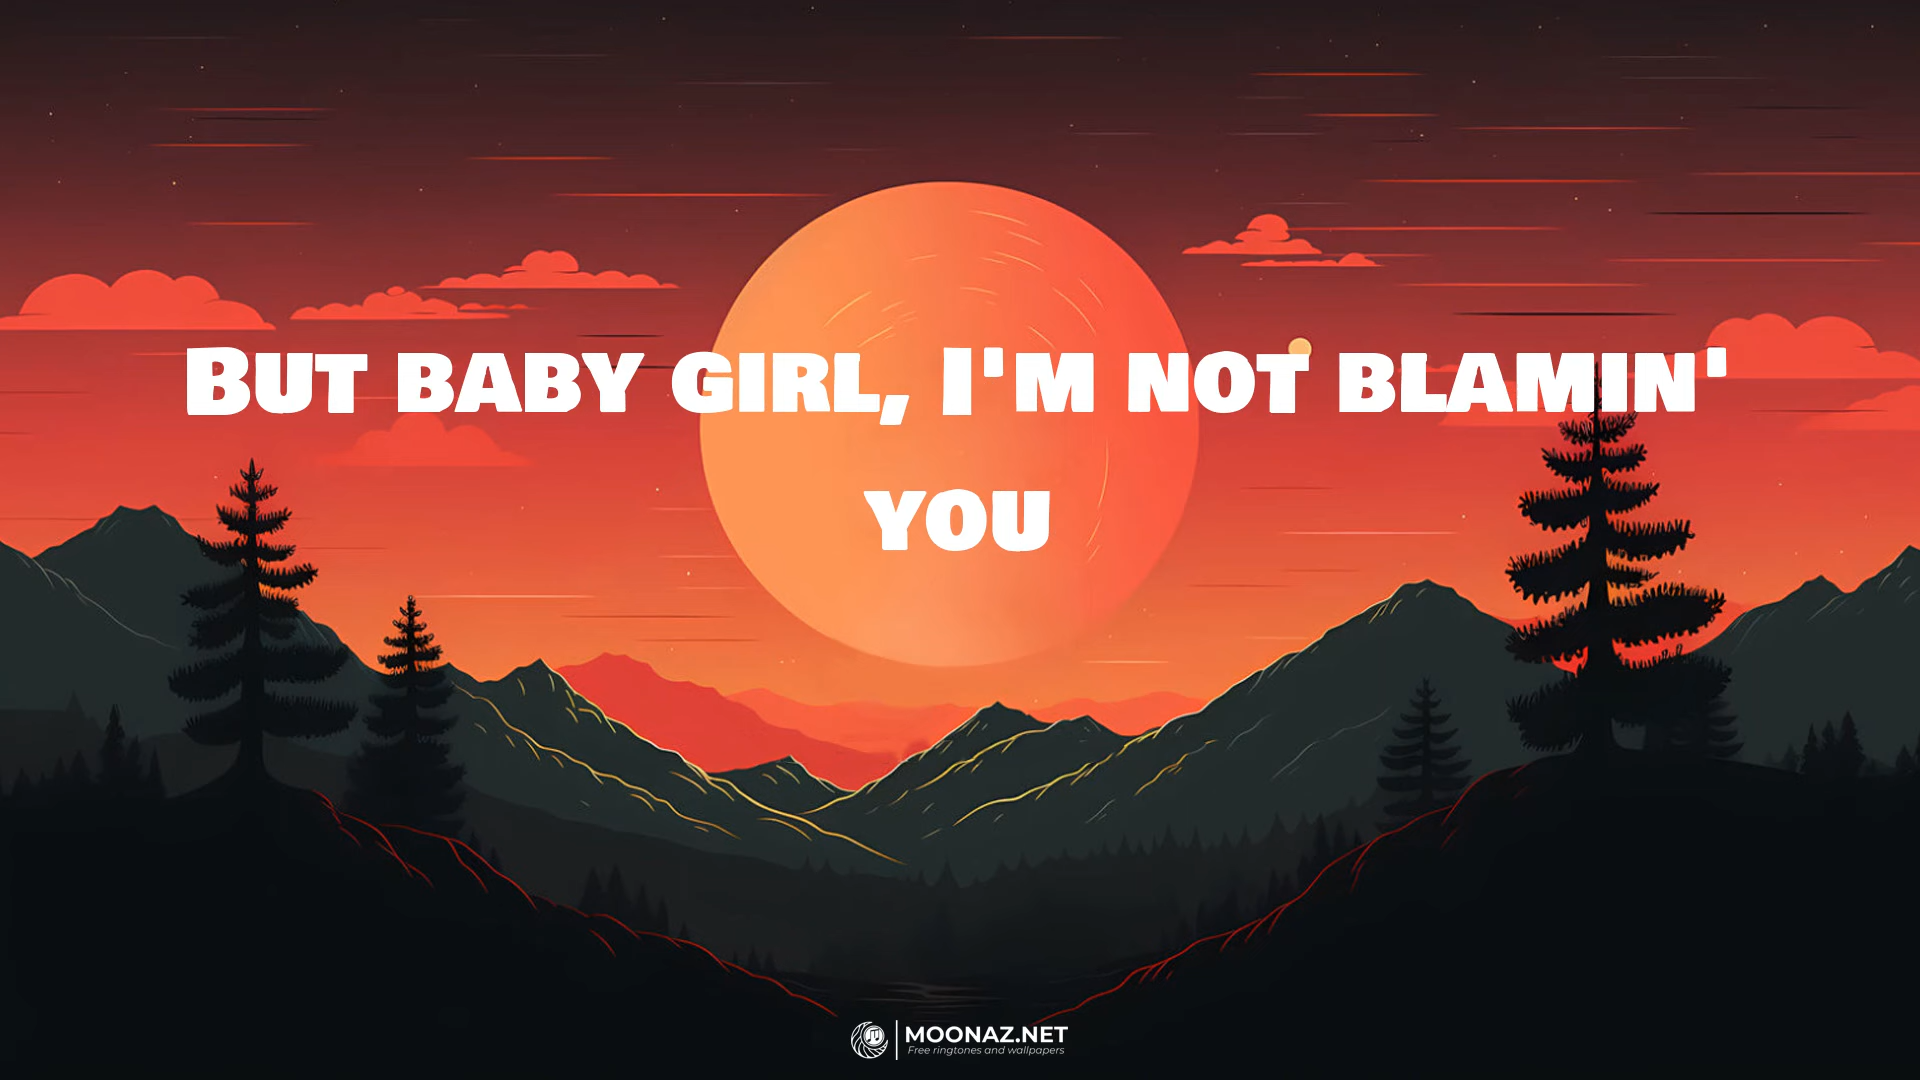 But baby girl, I'm not blamin'
you
MOONAZ.NET
Free ringtones and wallpapers